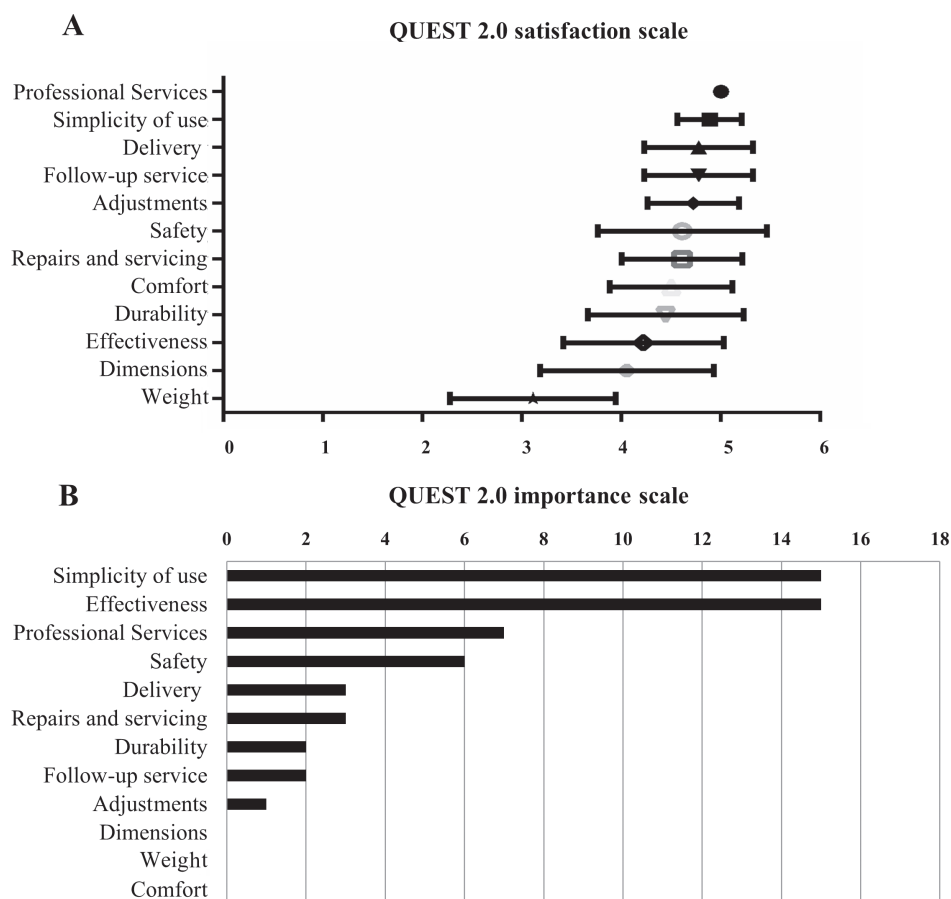 A
QUEST 2.0 satisfaction scale
Professional Services
Simplicity of use
Delivery
Follow-up service
Adjustments
Safety
Repairs and servicing
Comfort
Durability
Effectiveness
Dimensions
Weight
0 1 2 3 4 5 6
B
QUEST 2.0 importance scale
0 2 4 6 8 10 12 14 16 18
Simplicity of use
Effectiveness
Professional Services
Safety
Delivery
Repairs and servicing
Durability
Follow-up service
Adjustments
Dimensions
Weight
Comfort